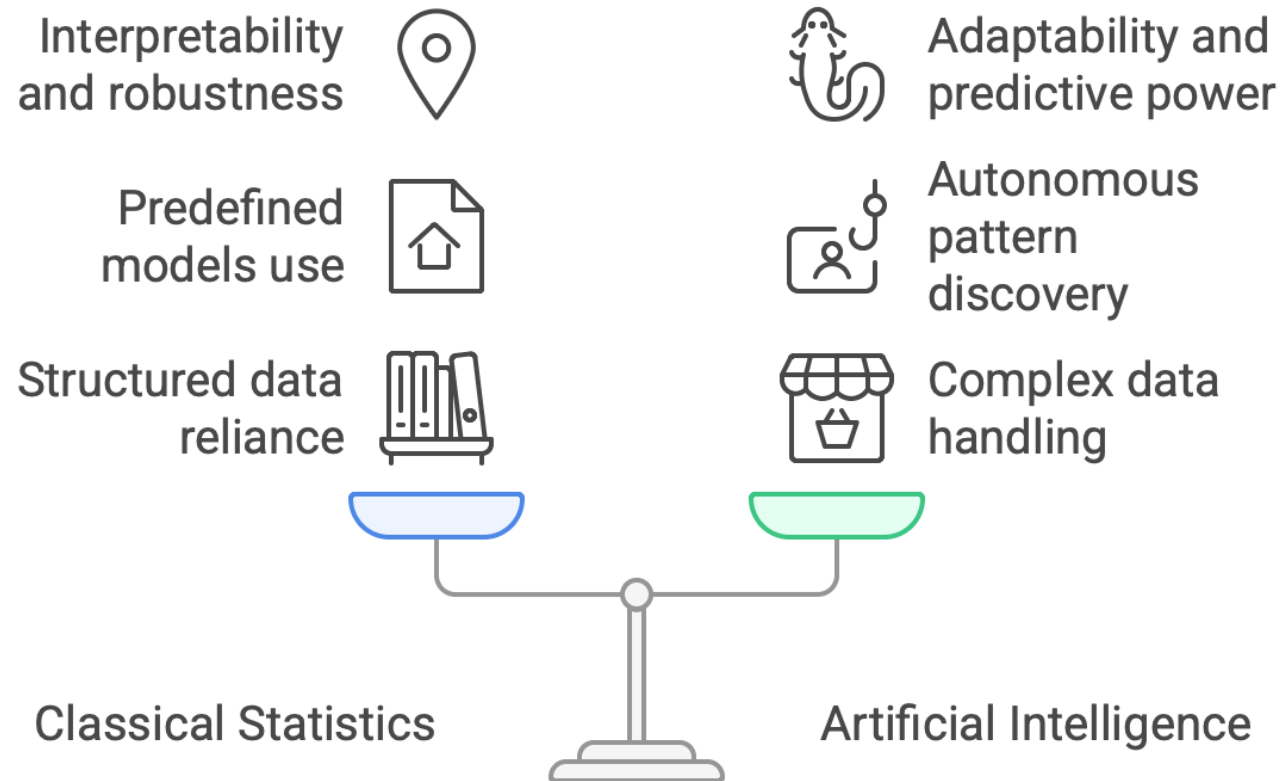 Interpretability
and robustness
Adaptability and
predictive power
Predefined
models use
Autonomous
pattern
discovery
Structured data
reliance
Complex data
handling
Classical Statistics
Artificial Intelligence